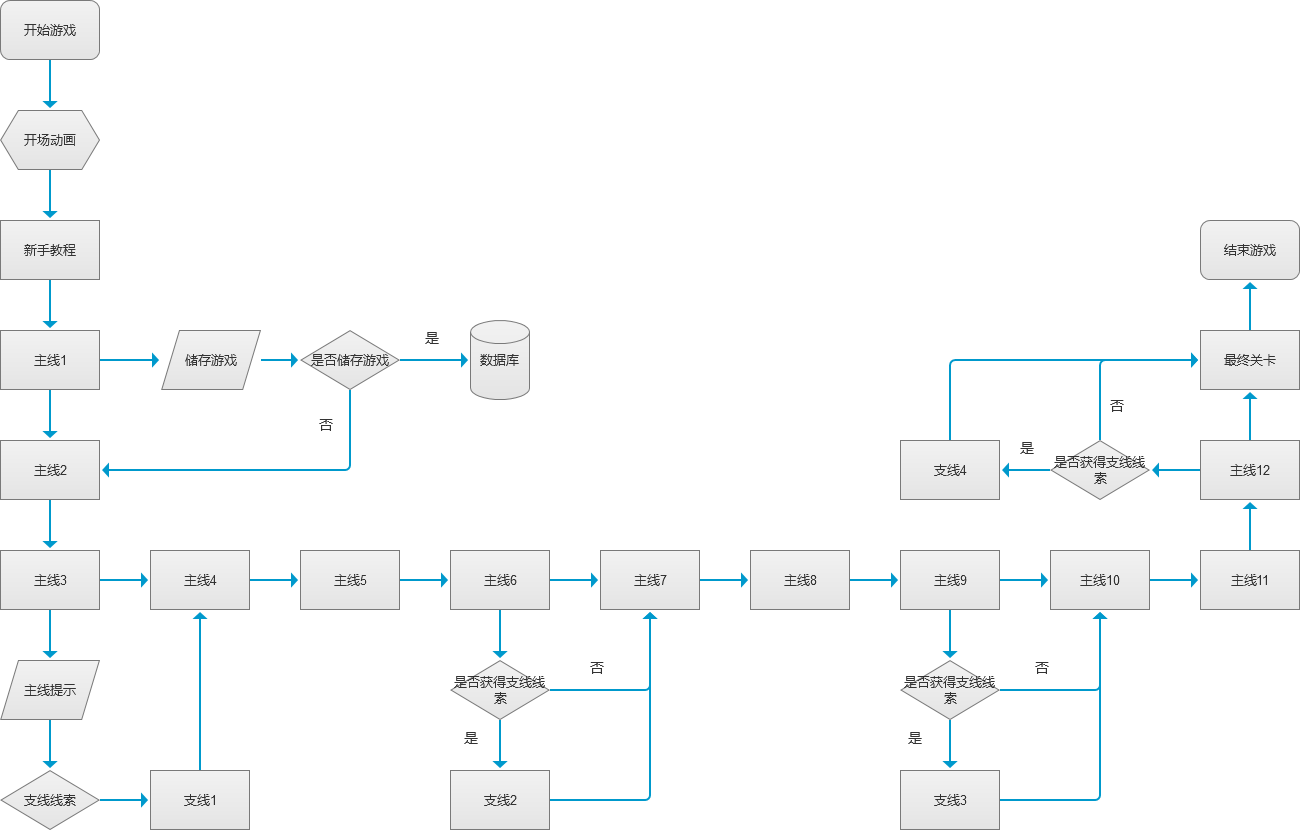 开始游戏
开场动画
新手教程
结束游戏
主线1
储存游戏
是否储存游戏
是
数据库
最终关卡
否
否
主线2
支线4
是
是否获得支线线
索
主线12
主线3
主线4
主线5
主线6
主线7
主线8
主线9
主线10
主线11
主线提示
是否获得支线线
索
否
是否获得支线线
索
否
是
是
支线线索
支线1
支线2
支线3